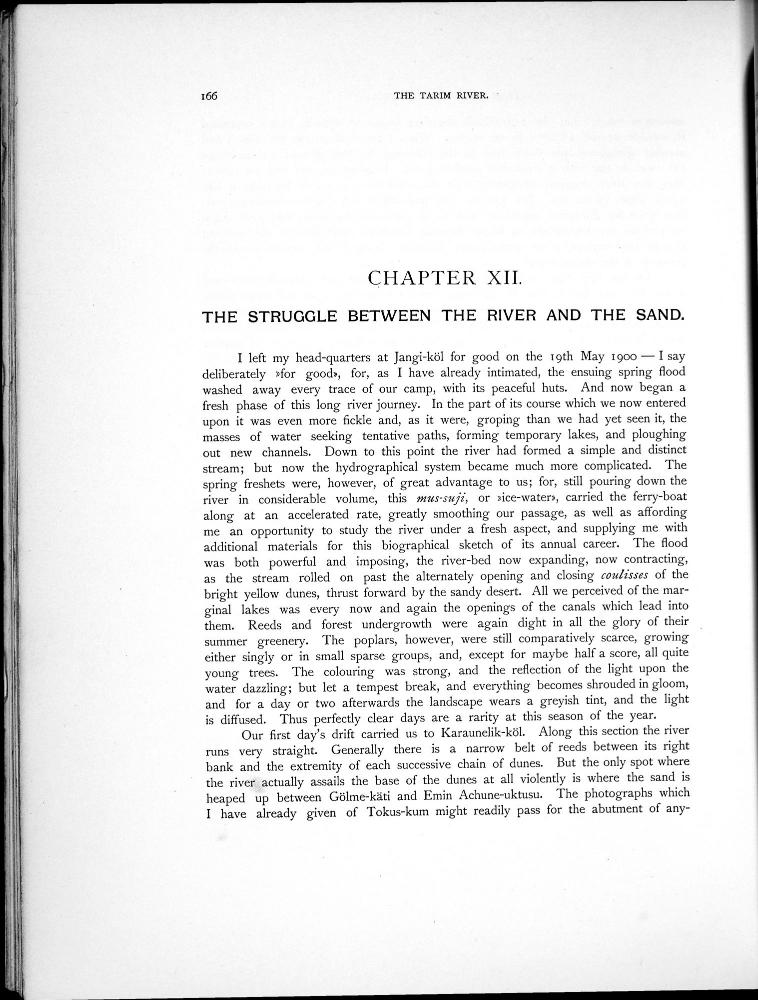 166
THE TARIM RIVER.
CHAPTER XII.
THE STRUGGLE BETWEEN THE RIVER AND THE SAND.
I left my head-quarters at Jangi-köl for good on the 19th May 1900 — I say
deliberately »for good», for, as I have already intimated, the ensuing spring flood
washed away every trace of our camp, with its peaceful huts. And now began a
fresh phase of this long river journey. In the part of its course which we now entered
upon it was even more fickle and, as it were, groping than we had yet seen it, the
masses of water seeking tentative paths, forming temporary lakes, and ploughing
out new channels. Down to this point the river had formed a simple and distinct
stream; but now the hydrographical system became much more complicated. The
spring freshets were, however, of great advantage to us; for, still pouring down the
river in considerable volume, this mus-suji, or »ice-water», carried the ferry-boat
along at an accelerated rate, greatly smoothing our passage, as well as affording
me an opportunity to study the river under a fresh aspect, and supplying me with
additional materials for this biographical sketch of its annual career. The flood
was both powerful and imposing, the river-bed now expanding, now contracting,
as the stream rolled on past the alternately opening and closing coulisses of the
bright yellow dunes, thrust forward by the sandy desert. All we perceived of the mar-
ginal lakes was every now and again the openings of the canals which lead into
them. Reeds and forest undergrowth were again dight in all the glory of their
summer greenery. The poplars, however, were still comparatively scarce, growing
either singly or in small sparse groups, and, except for maybe half a score, all quite
young trees. The colouring was strong, and the reflection of the light upon the
water dazzling; but let a tempest break, and everything becomes shrouded in gloom,
and for a day or two afterwards the landscape wears a greyish tint, and the light
is diffused. Thus perfectly clear days are a rarity at this season of the year.
Our first day's drift carried us to Karaunelik-köl. Along this section the river
runs very straight. Generally there is a narrow belt of reeds between its right
bank and the extremity of each successive chain of dunes. But the only spot where
the river actually assails the base of the dunes at all violently is where the sand is
heaped up between Gölme-käti and Emin Achune-uktusu. The photographs which
I have already given of Tokus-kum might readily pass for the abutment of any-